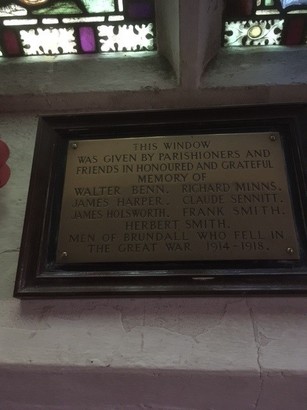 THIS WINDOW
WAS GIVEN BY PARISHIONERS AND
FRIENDS IN HONOURED AND GRATEFUL
MEMORY OF
WALTER BENN, RICHARD MINNS,
JAMES HARPER, CLAUDE SENNITT,
JAMES HOLSWORTH, FRANK SMITH,
HERBERT SMITH,
MEN OF BRUNDALL WHO FELL IN
THE GREAT WAR 1914-1918.